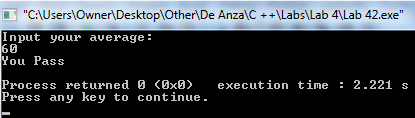 "C:\Users\Owner\Desktop\Other\De Anza\C ++\Labs\Lab 4\Lab 42.exe"
Input your average:
60
You Pass
Process returned 0 (0x0)   execution time : 2.221 s
Press any key to continue.